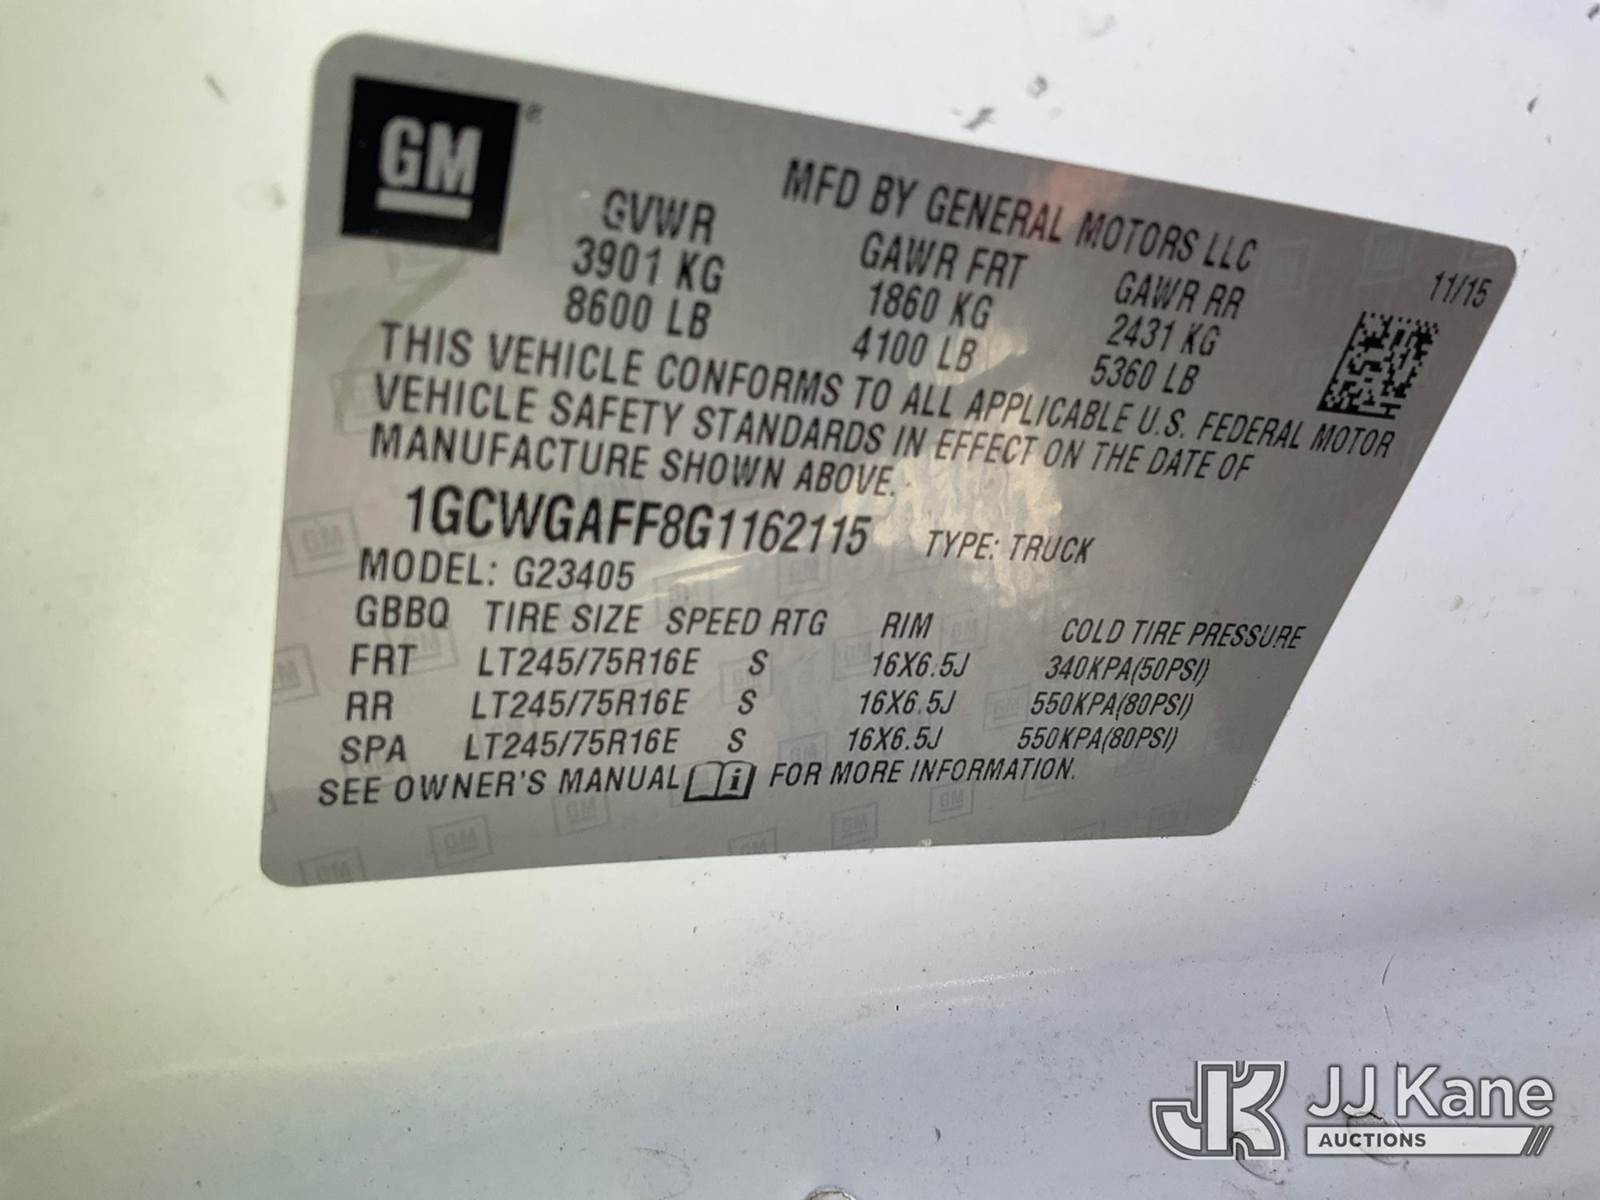 GM®
MFD BY GENERAL MOTORS LLC
GVWR GAWR FRT GAWR RR 11/15
3901 KG 1860 KG 2431 KG
8600 LB 4100 LB 5360 LB
THIS VEHICLE CONFORMS TO ALL APPLICABLE U.S. FEDERAL MOTOR
VEHICLE SAFETY STANDARDS IN EFFECT ON THE DATE OF
MANUFACTURE SHOWN ABOVE.
1GCWGAFF8G1162115 TYPE: TRUCK
MODEL: G23405
GBBQ TIRE SIZE SPEED RTG RIM COLD TIRE PRESSURE
FRT LT245/75R16E S 16X6.5J 340KPA(50PSI)
RR LT245/75R16E S 16X6.5J 550KPA(80PSI)
SPA LT245/75R16E S 16X6.5J 550KPA(80PSI)
SEE OWNER'S MANUAL i FOR MORE INFORMATION.
JK JJ Kane
AUCTIONS